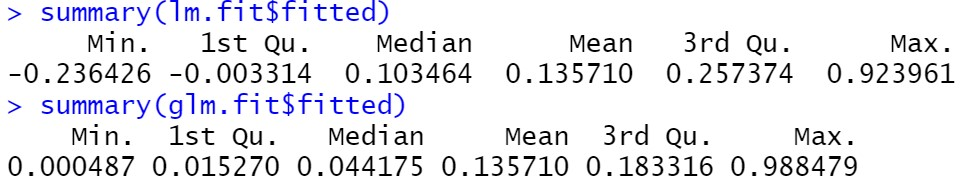 > summary(lm.fit$fitted)
Min. 1st Qu. Median Mean 3rd Qu. Max.
-0.236426 -0.003314 0.103464 0.135710 0.257374 0.923961
> summary(glm.fit$fitted)
Min. 1st Qu. Median Mean 3rd Qu. Max.
0.000487 0.015270 0.044175 0.135710 0.183316 0.988479